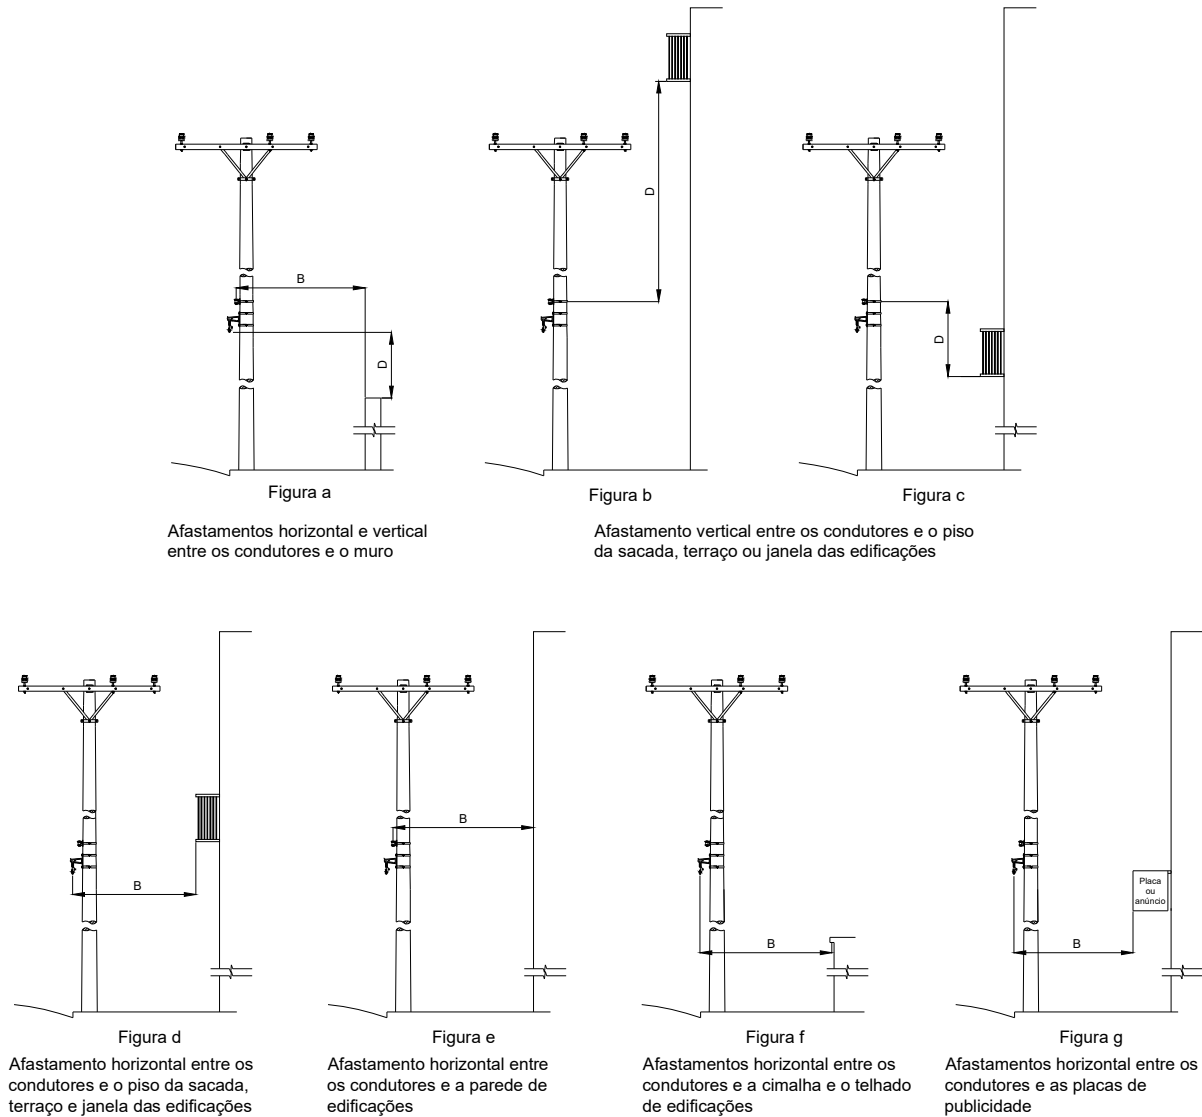 B
D
D
D
Figura a
Figura b
Figura c
Afastamentos horizontal e vertical
entre os condutores e o muro
Afastamento vertical entre os condutores e o piso
da sacada, terraço ou janela das edificações
B
B
B
B
Placa
ou
anúncio
Figura d
Figura e
Figura f
Figura g
Afastamento horizontal entre os
condutores e o piso da sacada,
terraço e janela das edificações
Afastamento horizontal entre
os condutores e a parede de
edificações
Afastamento horizontal entre os
condutores e a cimalha e o telhado
de edificações
Afastamentos horizontal entre os
condutores e as placas de
publicidade